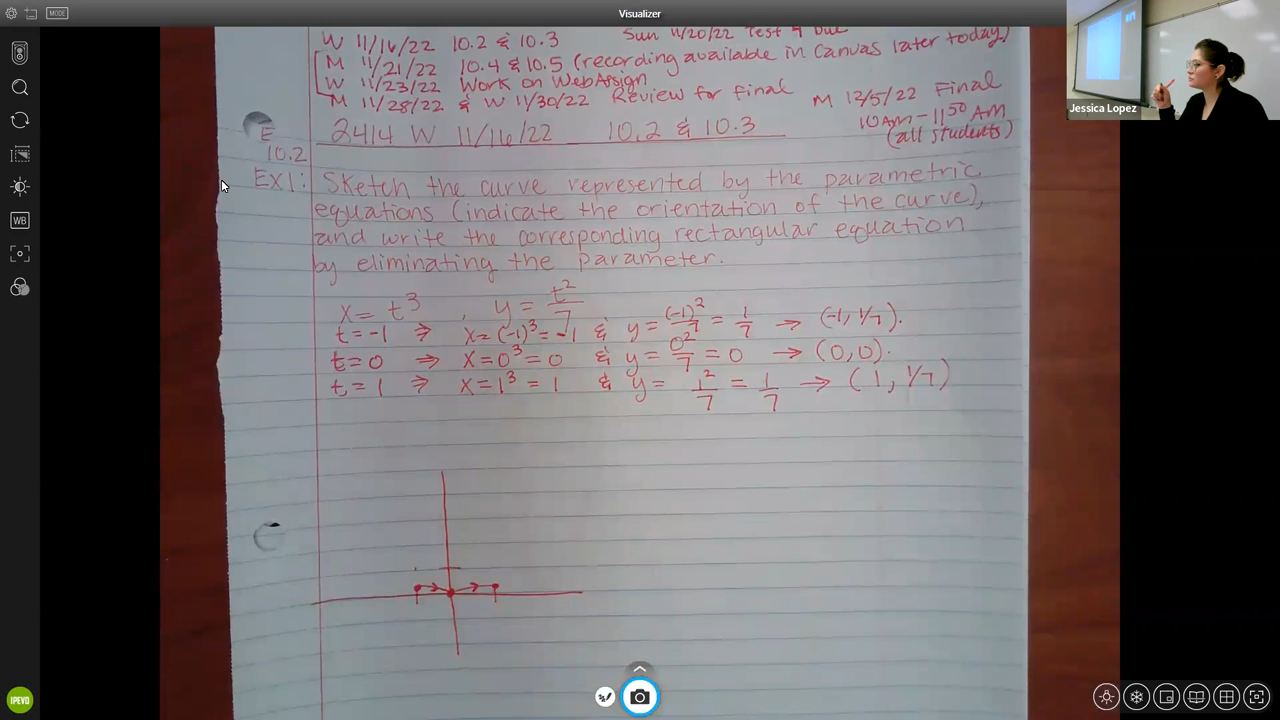 MODE
Visualizer
W 11/16/22 10.2 & 10.3 Sun 11/20/22 Test 4 Due
M 11/21/22 10.4 & 10.5 (recording available in Canvas later today)
W 11/23/22 Work on WebAssign
M 11/28/22 & W 11/30/22 Review for final M 12/5/22 Final
10 AM - 11:50 AM
(all students)
2414 W 11/16/22 10.2 & 10.3
E
10.2
EX1: Sketch the curve represented by the parametric
equations (indicate the orientation of the curve),
and write the corresponding rectangular equation
by eliminating the parameter.
x = t³, y = t²/7
t = -1 ⇒ x = (-1)³ = -1 & y = (-1)²/7 = 1/7 → (-1, 1/7).
t = 0 ⇒ x = 0³ = 0 & y = 0²/7 = 0 → (0,0).
t = 1 ⇒ x = 1³ = 1 & y = 1²/7 = 1/7 → (1, 1/7)
Jessica Lopez
WB
IPEVO